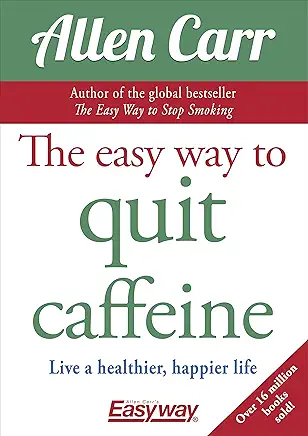 Allen Carr
Author of the global bestseller
The Easy Way to Stop Smoking
The easy way to
quit
caffeine
Live a healthier, happier life
Allen Carr's
Easyway®
Over 16 million
books
sold!